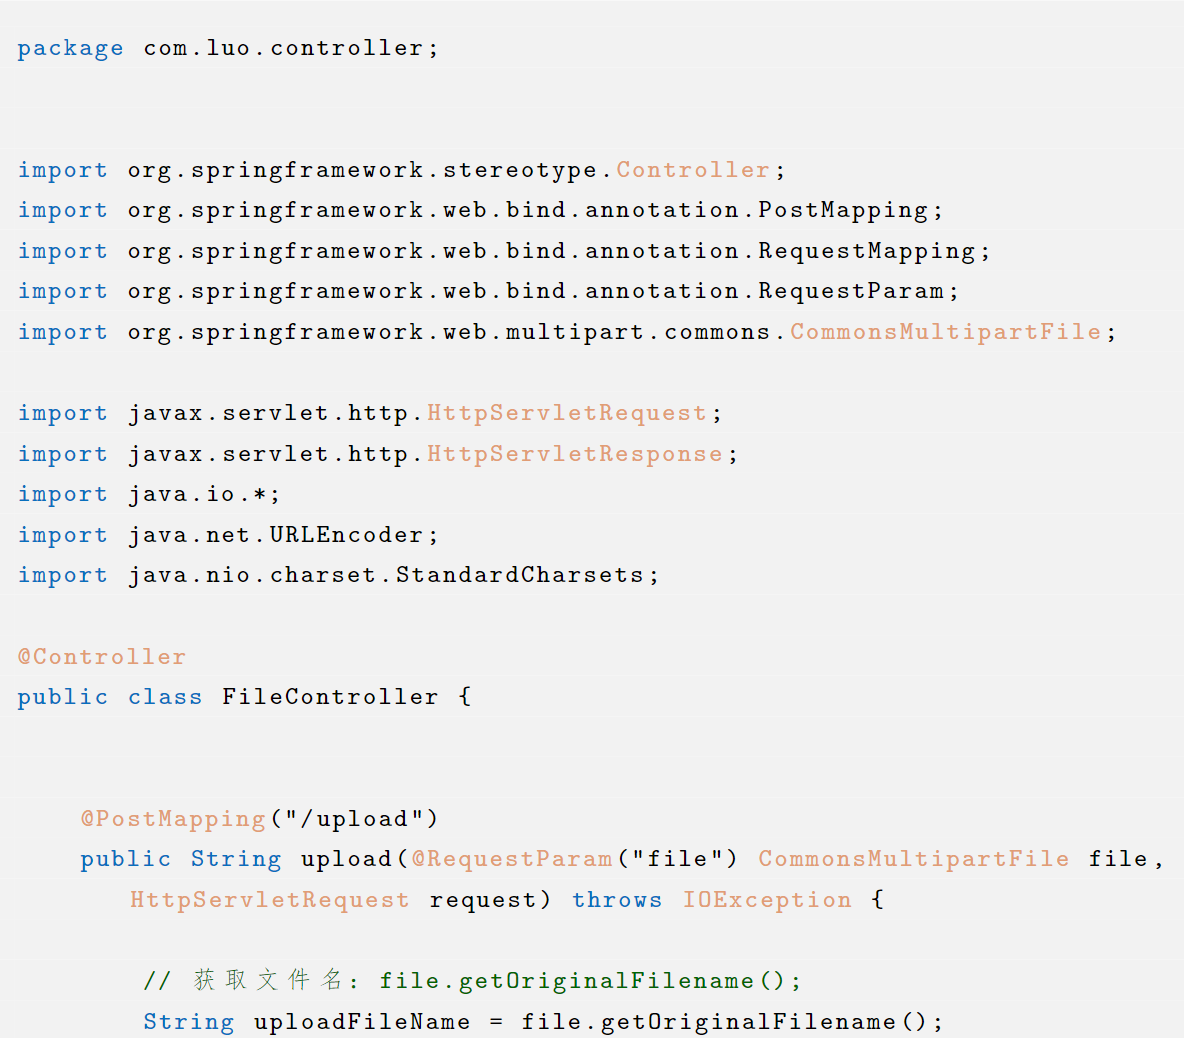 package com.luo.controller;
import org.springframework.stereotype.Controller;
import org.springframework.web.bind.annotation.PostMapping;
import org.springframework.web.bind.annotation.RequestMapping;
import org.springframework.web.bind.annotation.RequestParam;
import org.springframework.web.multipart.commons.CommonsMultipartFile;
import javax.servlet.http.HttpServletRequest;
import javax.servlet.http.HttpServletResponse;
import java.io.*;
import java.net.URLEncoder;
import java.nio.charset.StandardCharsets;
@Controller
public class FileController {
@PostMapping("/upload")
public String upload(@RequestParam("file") CommonsMultipartFile file,
HttpServletRequest request) throws IOException {
// 获取文件名: file.getOriginalFilename();
String uploadFileName = file.getOriginalFilename();